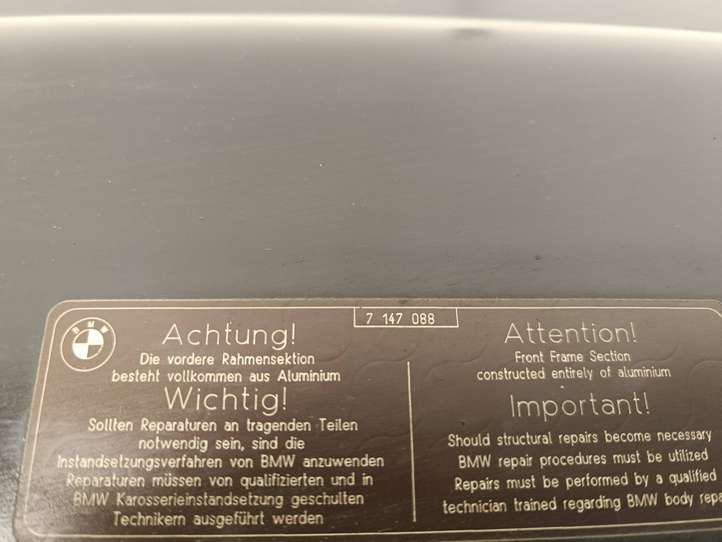 BMW
7 147 088
Achtung!
Die vordere Rahmensektion
besteht vollkommen aus Aluminium
Wichtig!
Sollten Reparaturen an tragenden Teilen
notwendig sein, sind die
Instandsetzungsverfahren von BMW anzuwenden
Reparaturen müssen von qualifizierten und in
BMW Karosserieinstandsetzung geschulten
Technikern ausgeführt werden
Attention!
Front Frame Section
constructed entirely of aluminium
Important!
Should structural repairs become necessary
BMW repair procedures must be utilized
Repairs must be performed by a qualified
technician trained regarding BMW body repa